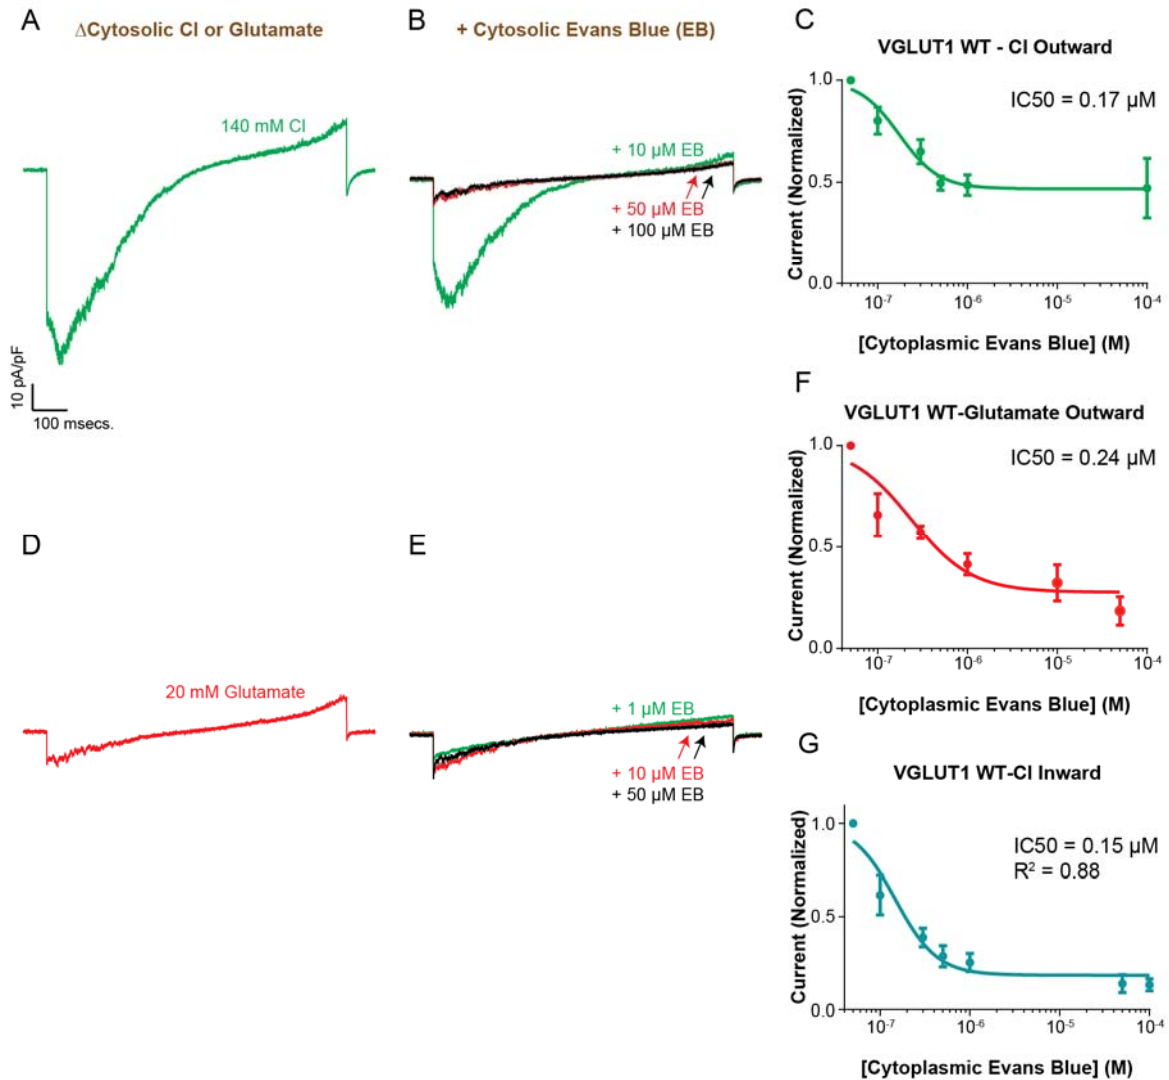 A
ΔCytosolic Cl or Glutamate
140 mM Cl
10 pA/pF
100 msecs.
B
+ Cytosolic Evans Blue (EB)
+ 10 µM EB
+ 50 µM EB
+ 100 µM EB
C
VGLUT1 WT - Cl Outward
IC50 = 0.17 µM
Current (Normalized)
1.0
0.5
0.0
10-7
10-6
10-5
10-4
[Cytoplasmic Evans Blue] (M)
D
20 mM Glutamate
E
+ 1 µM EB
+ 10 µM EB
+ 50 µM EB
F
VGLUT1 WT-Glutamate Outward
IC50 = 0.24 µM
Current (Normalized)
1.0
0.5
0.0
10-7
10-6
10-5
10-4
[Cytoplasmic Evans Blue] (M)
G
VGLUT1 WT-Cl Inward
IC50 = 0.15 µM
R² = 0.88
Current (Normalized)
1.0
0.5
0.0
10-7
10-6
10-5
10-4
[Cytoplasmic Evans Blue] (M)